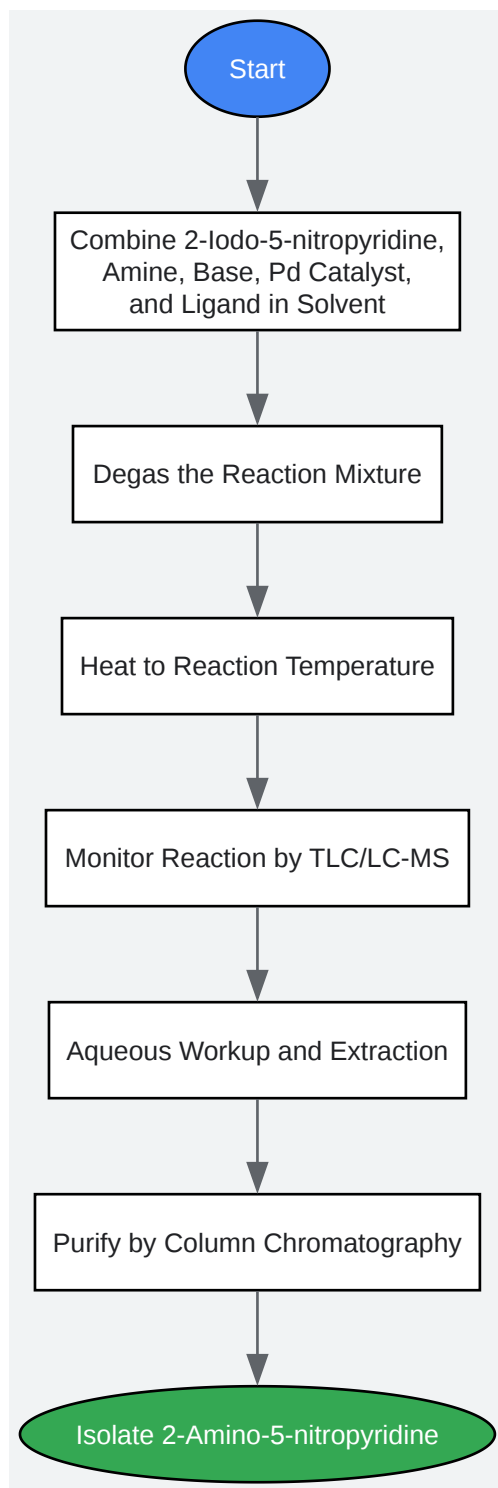 Start
Combine 2-Iodo-5-nitropyridine,
Amine, Base, Pd Catalyst,
and Ligand in Solvent
Degas the Reaction Mixture
Heat to Reaction Temperature
Monitor Reaction by TLC/LC-MS
Aqueous Workup and Extraction
Purify by Column Chromatography
Isolate 2-Amino-5-nitropyridine